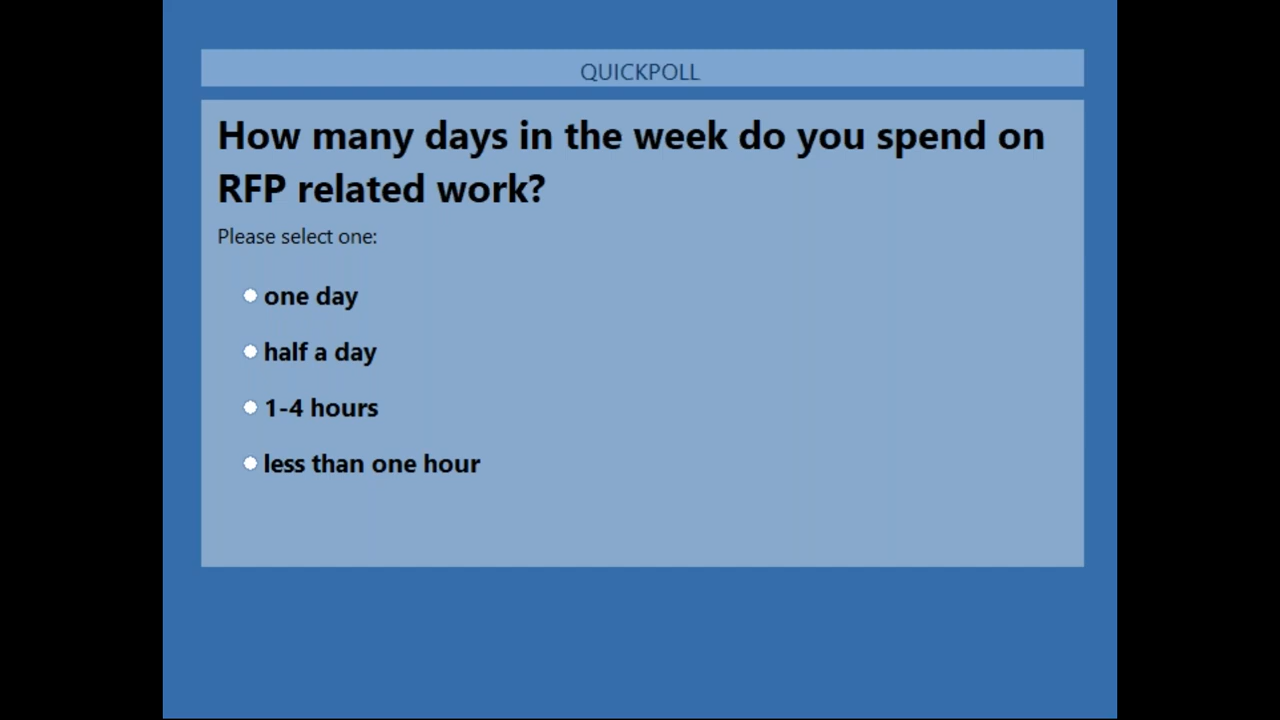 QUICKPOLL
How many days in the week do you spend on
RFP related work?
Please select one:
one day
half a day
1-4 hours
less than one hour